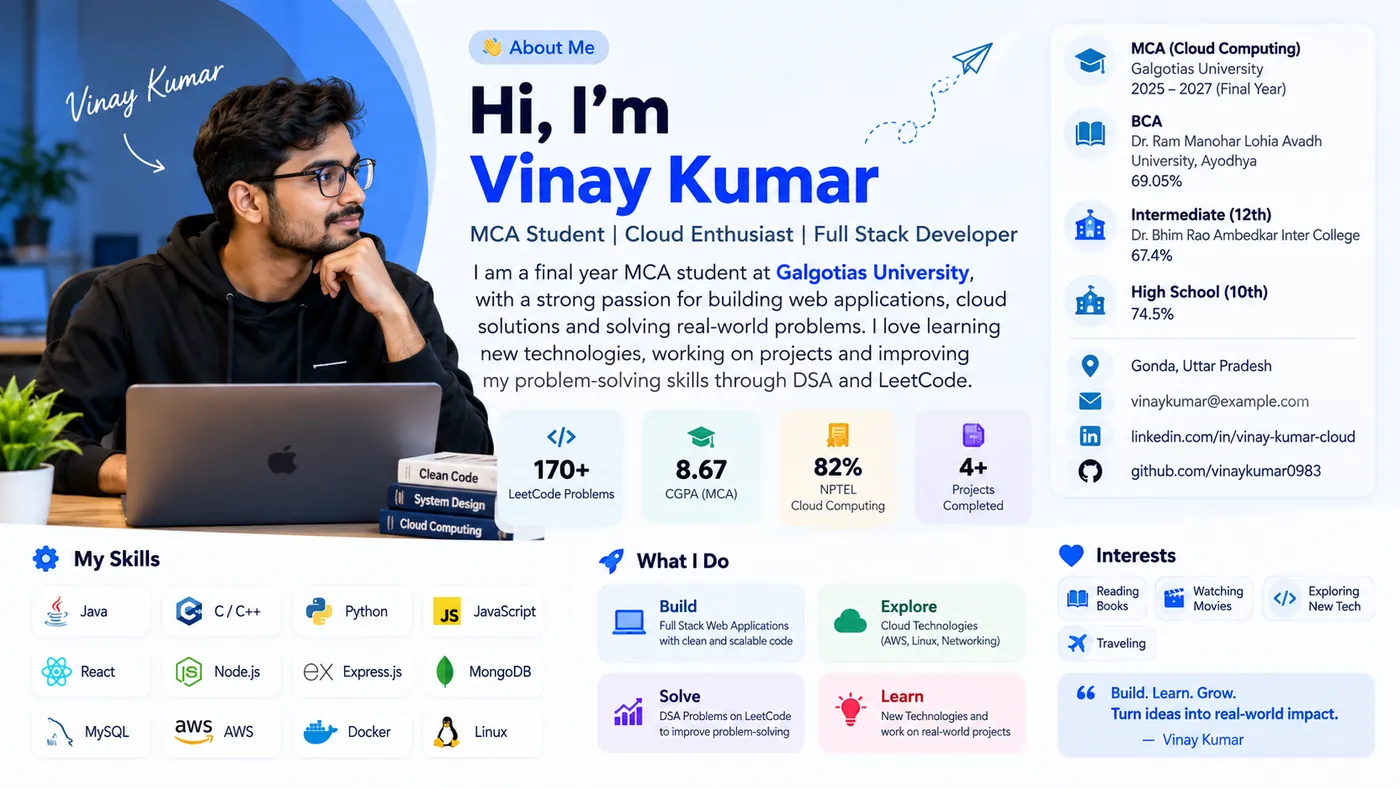 Vinay Kumar
Clean Code
System Design
Cloud Computing
👋 About Me
Hi, I'm
Vinay Kumar
MCA Student | Cloud Enthusiast | Full Stack Developer
I am a final year MCA student at Galgotias University,
with a strong passion for building web applications, cloud
solutions and solving real-world problems. I love learning
new technologies, working on projects and improving
my problem-solving skills through DSA and LeetCode.
</>
170+
LeetCode Problems
8.67
CGPA (MCA)
82%
NPTEL
Cloud Computing
4+
Projects
Completed
MCA (Cloud Computing)
Galgotias University
2025 – 2027 (Final Year)
BCA
Dr. Ram Manohar Lohia Avadh
University, Ayodhya
69.05%
Intermediate (12th)
Dr. Bhim Rao Ambedkar Inter College
67.4%
High School (10th)
74.5%
Gonda, Uttar Pradesh
vinaykumar@example.com
in linkedin.com/in/vinay-kumar-cloud
github.com/vinaykumar0983
My Skills
Java
C++ C / C++
Python
JS JavaScript
React
JS Node.js
ex Express.js
MongoDB
MySQL
aws AWS
Docker
Linux
What I Do
Build
Full Stack Web Applications
with clean and scalable code
Explore
Cloud Technologies
(AWS, Linux, Networking)
Solve
DSA Problems on LeetCode
to improve problem-solving
Learn
New Technologies and
work on real-world projects
Interests
Reading
Books
Watching
Movies
</> Exploring
New Tech
Traveling
“ Build. Learn. Grow.
Turn ideas into real-world impact.
— Vinay Kumar